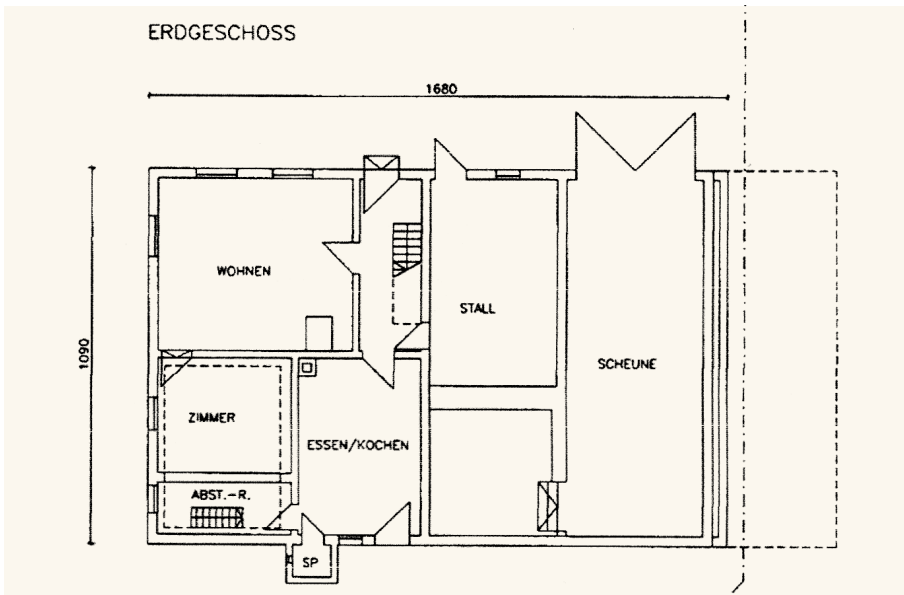 ERDGESCHOSS
1680
1090
WOHNEN
STALL
SCHEUNE
ZIMMER
ESSEN/KOCHEN
ABST.-R.
SP